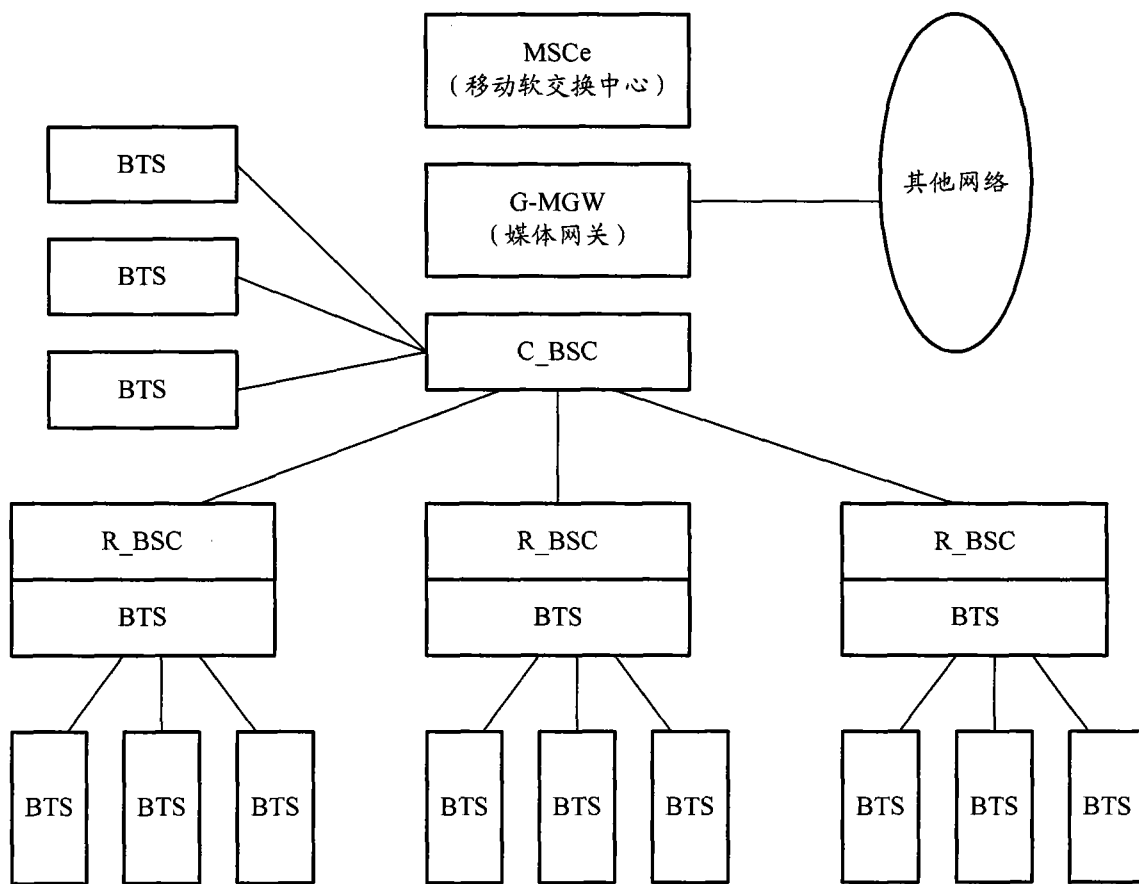 MSCe
（移动软交换中心）
BTS
G-MGW
（媒体网关）
其他网络
BTS
C_BSC
BTS
R_BSC
R_BSC
R_BSC
BTS
BTS
BTS
BTS
BTS
BTS
BTS
BTS
BTS
BTS
BTS
BTS